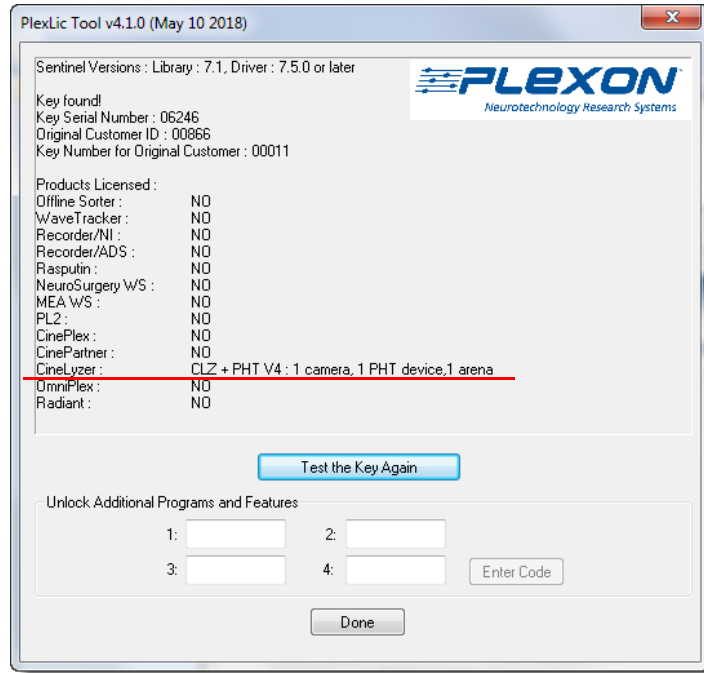 PlexLic Tool v4.1.0 (May 10 2018)
Sentinel Versions : Library : 7.1, Driver : 7.5.0 or later
PLEXON
Neurotechnology Research Systems
Key found!
Key Serial Number : 06246
Original Customer ID : 00866
Key Number for Original Customer : 00011
Products Licensed :
Offline Sorter : NO
WaveTracker : NO
Recorder/NI : NO
Recorder/ADS : NO
Rasputin : NO
NeuroSurgery WS : NO
MEA WS : NO
PL2 : NO
CinePlex : NO
CinePartner : NO
CineLyzer : CLZ + PHT V4 : 1 camera, 1 PHT device,1 arena
OmniPlex : NO
Radiant : NO
Test the Key Again
Unlock Additional Programs and Features
1: 2:
3: 4: Enter Code
Done